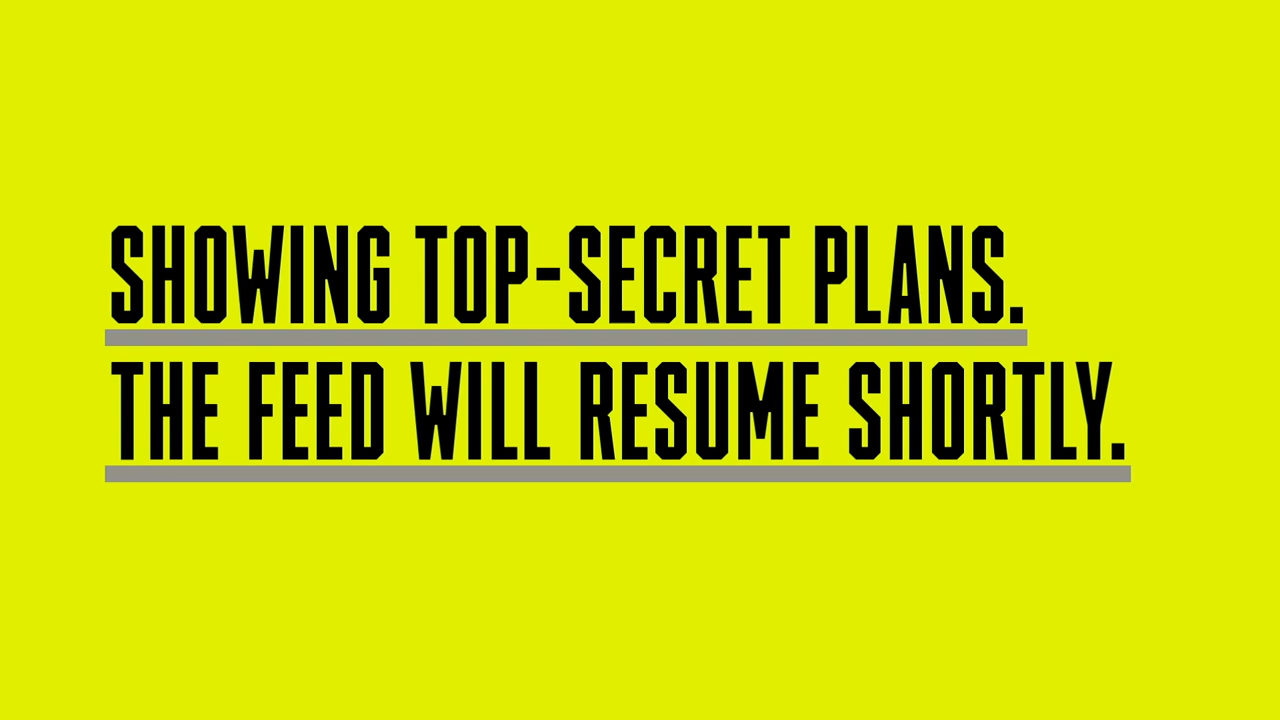 SHOWING TOP-SECRET PLANS.
THE FEED WILL RESUME SHORTLY.